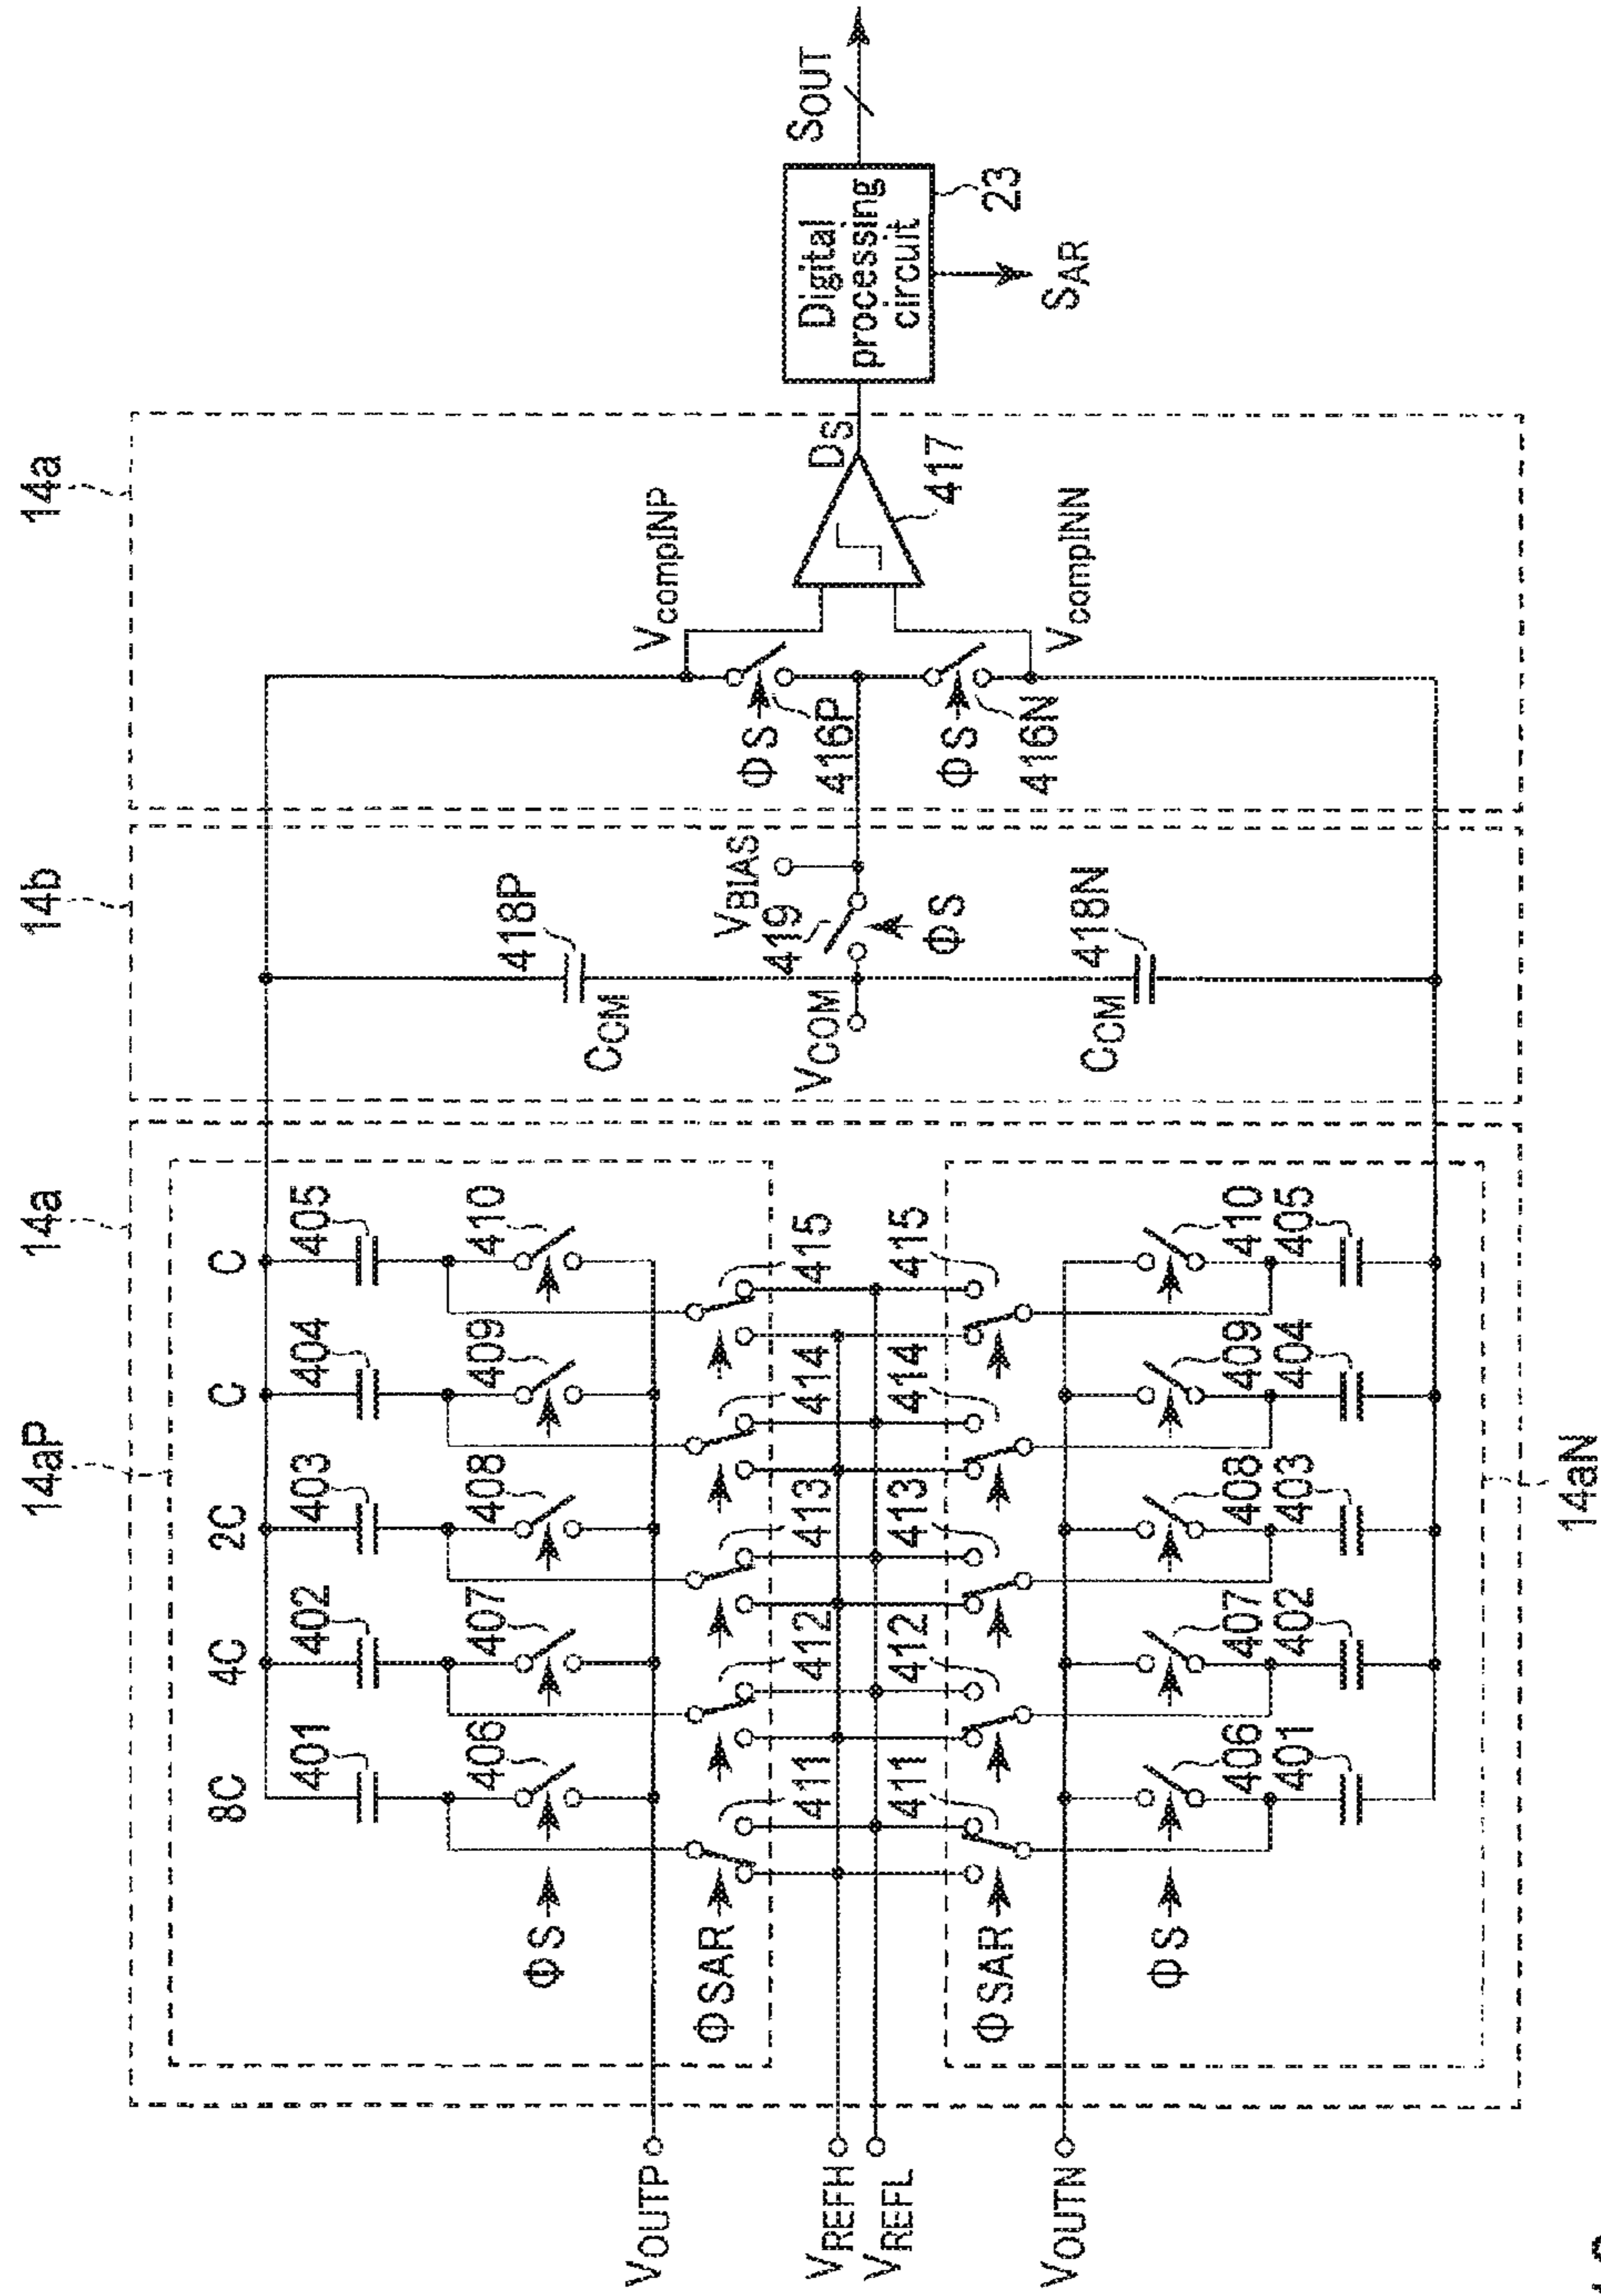 14a
14b
14a
14aP
8C
4C
2C
C
C
401
402
403
404
405
406
407
408
409
410
ΦS
ΦSAR
411
412
413
414
415
VOUTP
VREFH
VREFL
VOUTN
411
412
413
414
415
ΦSAR
ΦS
406
407
408
409
410
401
402
403
404
405
14aN
418P
CCM
VBIAS
419
VCOM
ΦS
CCM
418N
VcompINP
ΦS
416P
ΦS
416N
VcompINN
417
DS
Digital
processing
circuit
23
SAR
SOUT